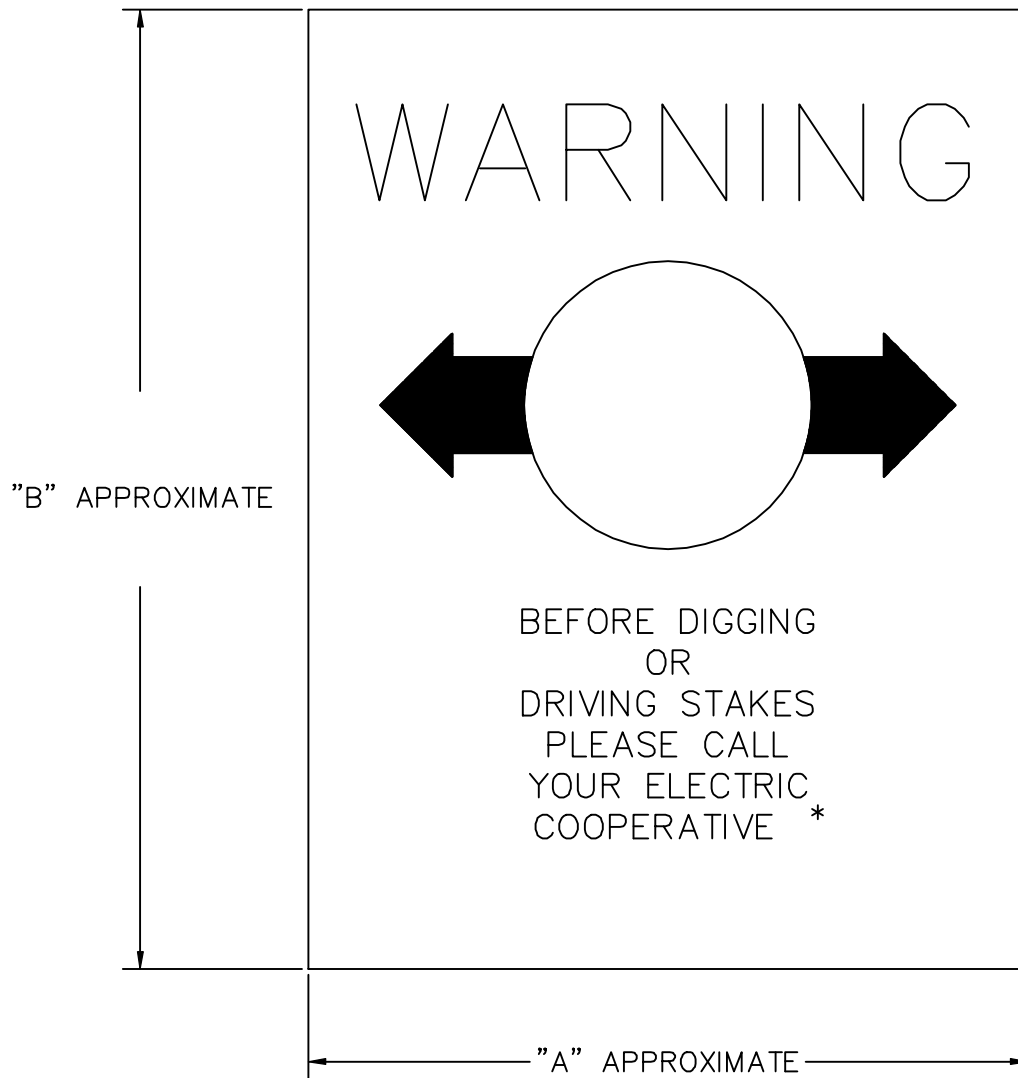 WARNING
"B" APPROXIMATE
BEFORE DIGGING
OR
DRIVING STAKES
PLEASE CALL
YOUR ELECTRIC
COOPERATIVE *
"A" APPROXIMATE